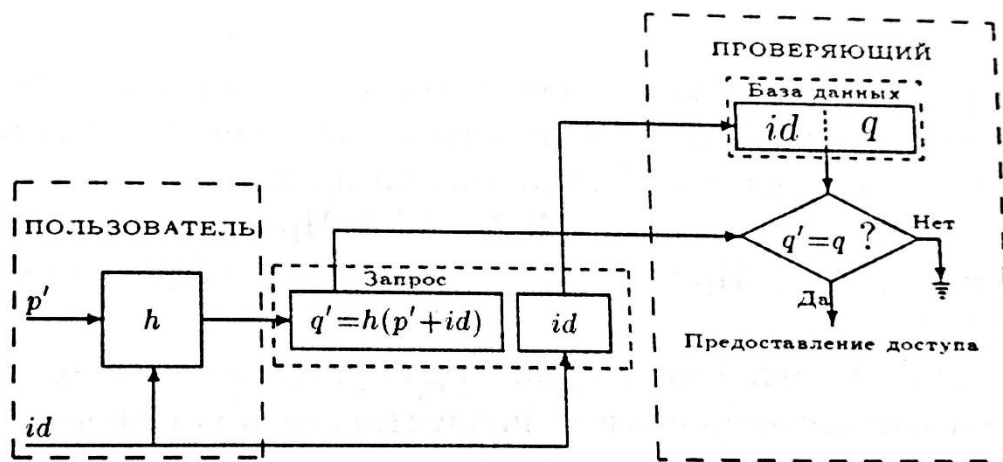 ПРОВЕРЯЮЩИЙ
База данных
id q
ПОЛЬЗОВАТЕЛЬ
q'=q ?
Нет
Запрос
p'
h
q'=h(p'+id)
id
Да
Предоставление доступа
id